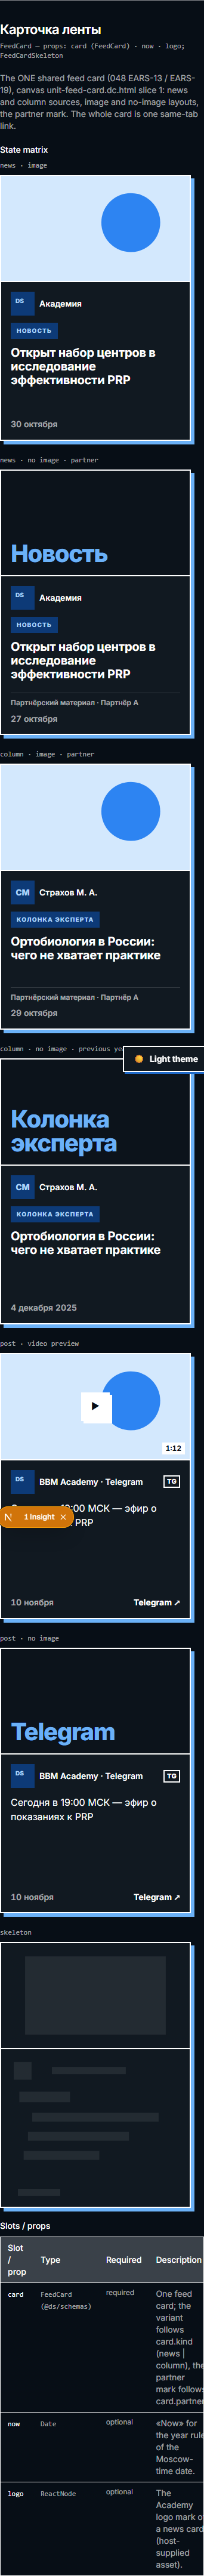 Карточка ленты
FeedCard — props: card (FeedCard) · now · logo;
FeedCardSkeleton
The ONE shared feed card (048 EARS-13 / EARS-
19), canvas unit-feed-card.dc.html slice 1: news
and column sources, image and no-image layouts,
the partner mark. The whole card is one same-tab
link.
State matrix
news · image
DS Академия
НОВОСТЬ
Открыт набор центров в
исследование
эффективности PRP
30 октября
news · no image · partner
Новость
DS Академия
НОВОСТЬ
Открыт набор центров в
исследование
эффективности PRP
Партнёрский материал · Партнёр А
27 октября
column · image · partner
СМ Страхов М. А.
КОЛОНКА ЭКСПЕРТА
Ортобиология в России:
чего не хватает практике
Партнёрский материал · Партнёр А
29 октября
column · no image · previous ye
Light theme
Колонка
эксперта
СМ Страхов М. А.
КОЛОНКА ЭКСПЕРТА
Ортобиология в России:
чего не хватает практике
4 декабря 2025
post · video preview
1:12
DS BBM Academy · Telegram TG
19:00 МСК — эфир о
1 Insight
PRP
10 ноября Telegram ↗
post · no image
Telegram
DS BBM Academy · Telegram TG
Сегодня в 19:00 МСК — эфир о
показаниях к PRP
10 ноября Telegram ↗
skeleton
Slots / props
Slot
/
prop
Type Required Description
card FeedCard
(@ds/schemas)
required One feed
card; the
variant
follows
card.kind
(news |
column), the
partner
mark follows
card.partner
now Date optional «Now» for
the year rule
of the
Moscow-
time date.
logo ReactNode optional The
Academy
logo mark of
a news card
(host-
supplied
asset).